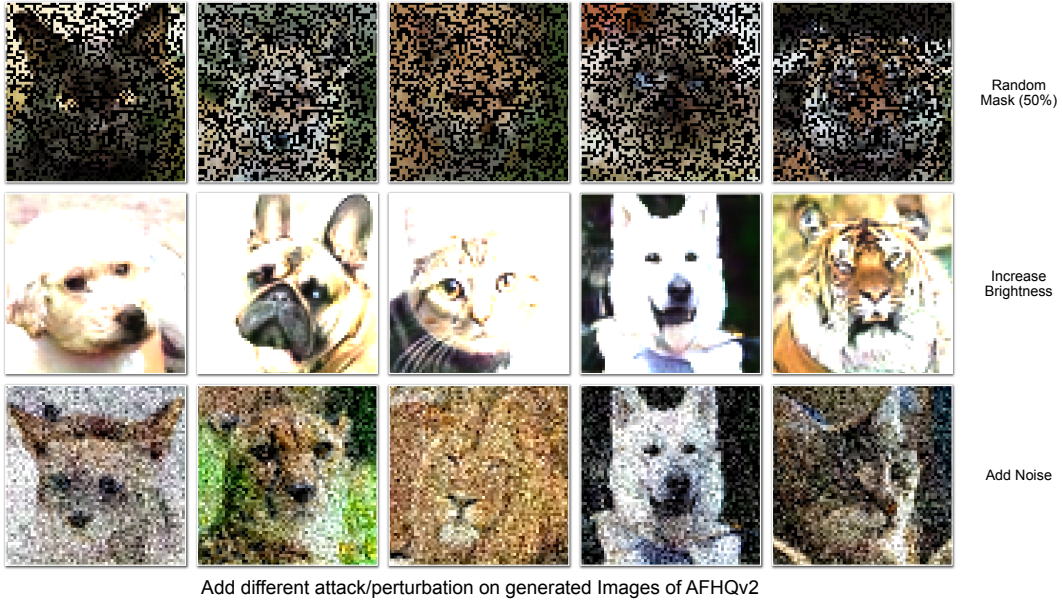 Random
Mask (50%)
Increase
Brightness
Add Noise
Add different attack/perturbation on generated Images of AFHQv2